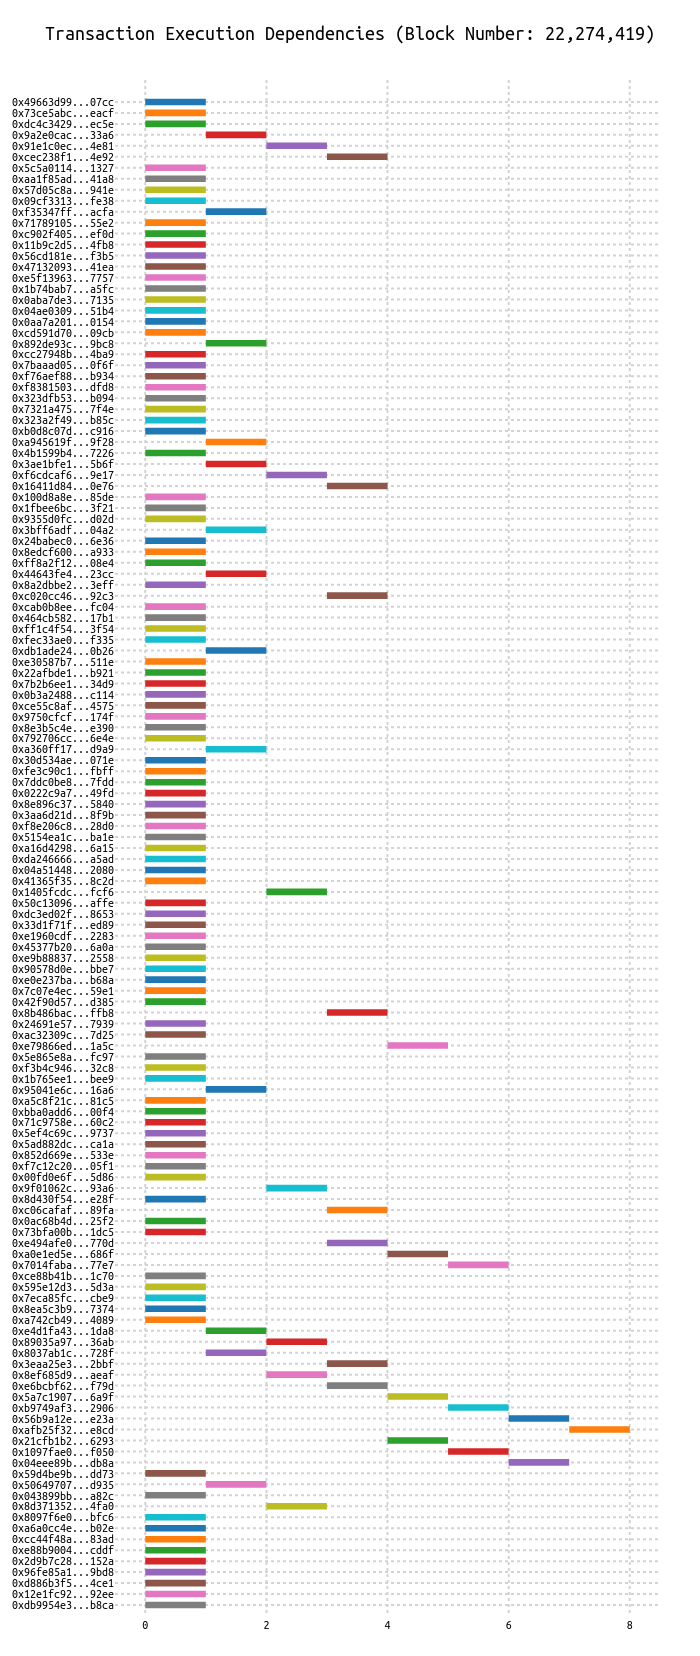 Transaction Execution Dependencies (Block Number: 22,274,419)
0x49663d99...07cc
0x73ce5abc...eacf
0xdc4c3429...ec5e
0x9a2e0cac...33a6
0x91e1c0ec...4e81
0xcec238f1...4e92
0x5c5a0114...1327
0xaa1f85ad...41a8
0x57d05c8a...941e
0x09cf3313...fe38
0xf35347ff...acfa
0x71789105...55e2
0xc902f405...ef0d
0x11b9c2d5...4fb8
0x56cd181e...f3b5
0x47132093...41ea
0xe5f13963...7757
0x1b74bab7...a5fc
0x0aba7de3...7135
0x04ae0309...51b4
0x0aa7a201...0154
0xcd591d70...09cb
0x892de93c...9bc8
0xcc27948b...4ba9
0x7baaad05...0f6f
0xf76aef88...b934
0xf8381503...dfd8
0x323dfb53...b094
0x7321a475...7f4e
0x323a2f49...b85c
0xb0d8c07d...c916
0xa945619f...9f28
0x4b1599b4...7226
0x3ae1bfe1...5b6f
0xf6cdcaf6...9e17
0x16411d84...0e76
0x100d8a8e...85de
0x1fbee6bc...3f21
0x9355d0fc...d02d
0x3bff6adf...04a2
0x24babec0...6e36
0x8edcf600...a933
0xff8a2f12...08e4
0x44643fe4...23cc
0x8a2dbbe2...3eff
0xc020cc46...92c3
0xcab0b8ee...fc04
0x464cb582...17b1
0xff1c4f54...3f54
0xfec33ae0...f335
0xdb1ade24...0b26
0xe30587b7...511e
0x22afbde1...b921
0x7b2b6ee1...34d9
0x0b3a2488...c114
0xce55c8af...4575
0x9750cfcf...174f
0x8e3b5c4e...e390
0x792706cc...6e4e
0xa360ff17...d9a9
0x30d534ae...071e
0xfe3c90c1...fbff
0x7ddc0be8...7fdd
0x0222c9a7...49fd
0x8e896c37...5840
0x3aa6d21d...8f9b
0xf8e206c8...28d0
0x5154ea1c...ba1e
0xa16d4298...6a15
0xda246666...a5ad
0x04a51448...2080
0x41365f35...8c2d
0x1405fcdc...fcf6
0x50c13096...affe
0xdc3ed02f...8653
0x33d1f71f...ed89
0xe1960cdf...2283
0x45377b20...6a0a
0xe9b88837...2558
0x90578d0e...bbe7
0xe0e237ba...b68a
0x7c07e4ec...59e1
0x42f90d57...d385
0x8b486bac...ffb8
0x24691e57...7939
0xac32309c...7d25
0xe79866ed...1a5c
0x5e865e8a...fc97
0xf3b4c946...32c8
0x1b765ee1...bee9
0x95041e6c...16a6
0xa5c8f21c...81c5
0xbba0add6...00f4
0x71c9758e...60c2
0x5ef4c69c...9737
0x5ad882dc...ca1a
0x852d669e...533e
0xf7c12c20...05f1
0x00fd0e6f...5d86
0x9f01062c...93a6
0x8d430f54...e28f
0xc06cafaf...89fa
0x0ac68b4d...25f2
0x73bfa00b...1dc5
0xe494afe0...770d
0xa0e1ed5e...686f
0x7014faba...77e7
0xce88b41b...1c70
0x595e12d3...5d3a
0x7eca85fc...cbe9
0x8ea5c3b9...7374
0xa742cb49...4089
0xe4d1fa43...1da8
0x89035a97...36ab
0x8037ab1c...728f
0x3eaa25e3...2bbf
0x8ef685d9...aeaf
0xe6bcbf62...f79d
0x5a7c1907...6a9f
0xb9749af3...2906
0x56b9a12e...e23a
0xafb25f32...e8cd
0x21cfb1b2...6293
0x1097fae0...f050
0x04eee89b...db8a
0x59d4be9b...dd73
0x50649707...d935
0x043899bb...a82c
0x8d371352...4fa0
0x8097f6e0...bfc6
0xa6a0cc4e...b02e
0xcc44f48a...83ad
0xe88b9004...cddf
0x2d9b7c28...152a
0x96fe85a1...9bd8
0xd886b3f5...4ce1
0x12e1fc92...92ee
0xdb9954e3...b8ca
0 2 4 6 8